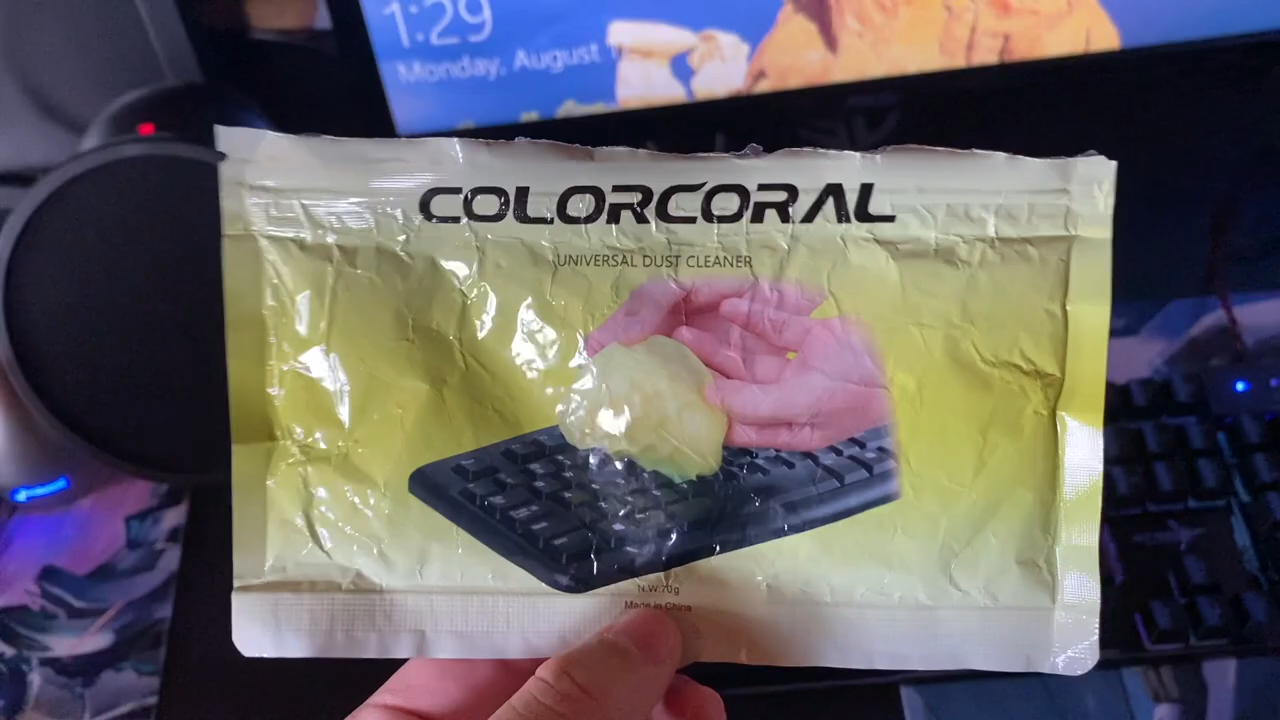 1:29
Monday, August
COLORCORAL
UNIVERSAL DUST CLEANER
N.W.70g
Made in China